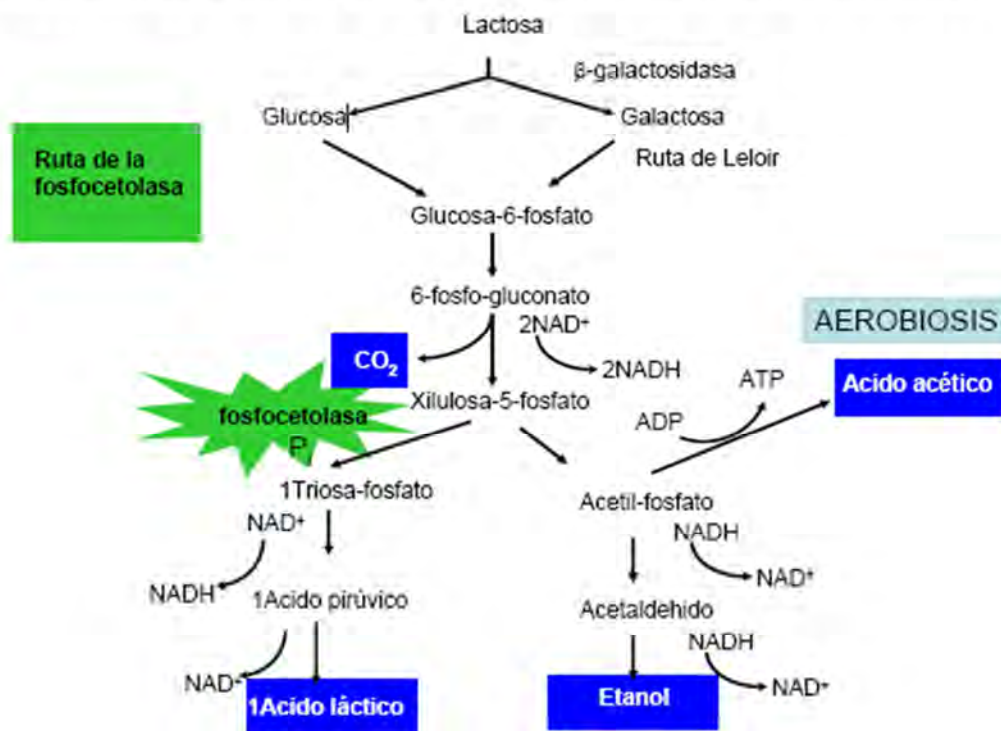 Lactosa
β-galactosidasa
Glucosa
Galactosa
Ruta de la
fosfocetolasa
Ruta de Leloir
Glucosa-6-fosfato
6-fosfo-gluconato
AEROBIOSIS
2NAD⁺
CO₂
2NADH
ATP
Acido acético
Xilulosa-5-fosfato
fosfocetolasa
ADP
Pi
1Triosa-fosfato
Acetil-fosfato
NAD⁺
NADH
NAD⁺
NADH
1Acido pirúvico
Acetaldehido
NADH
NAD⁺
NAD⁺
1Acido láctico
Etanol